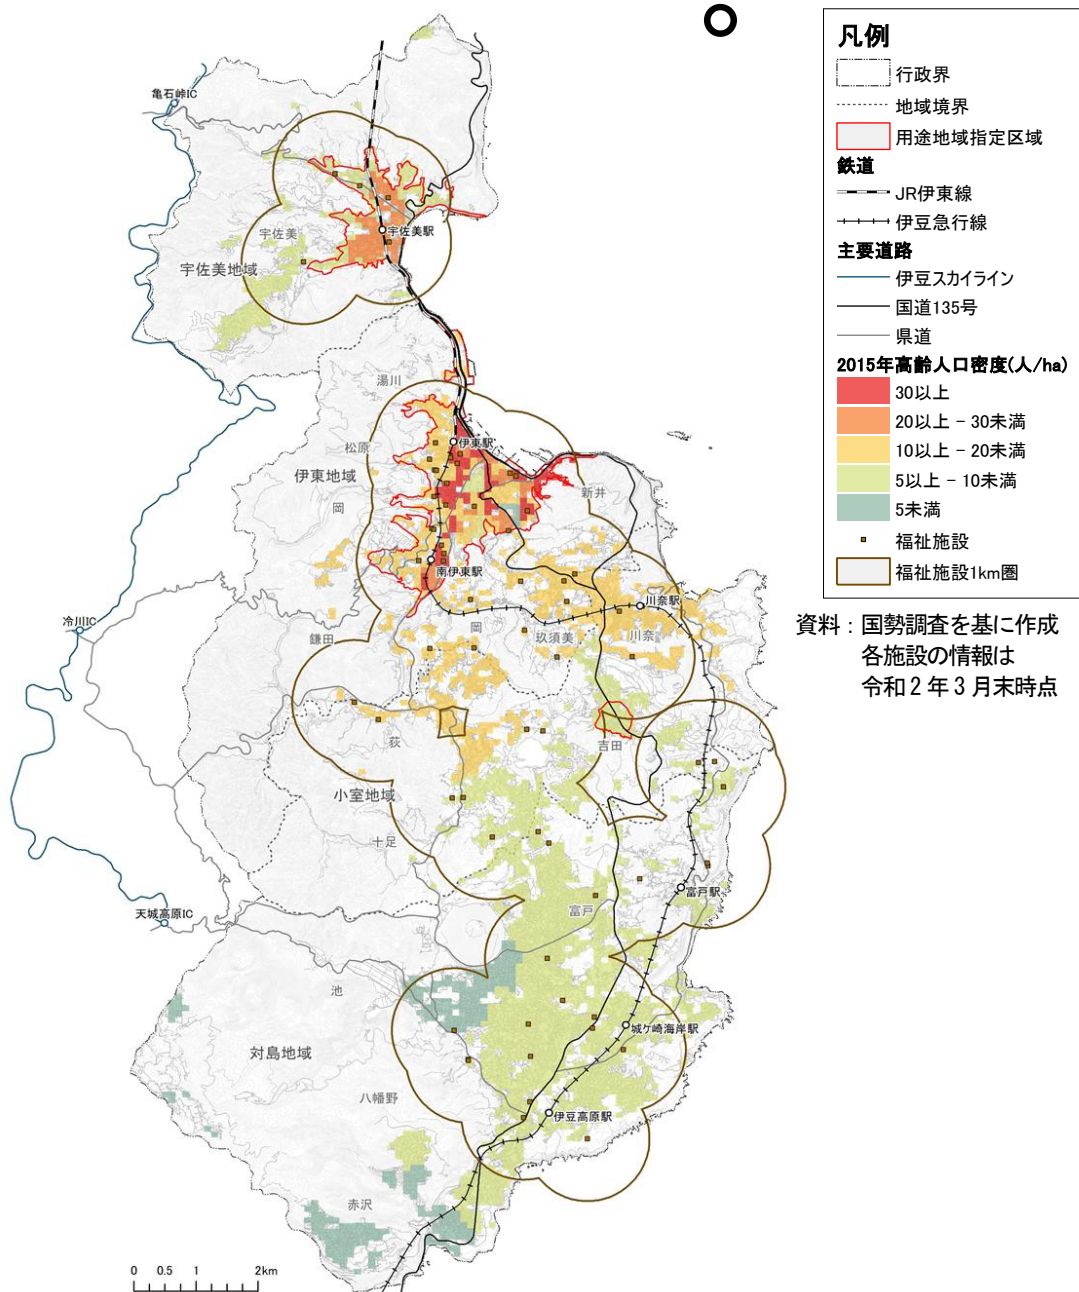 凡例
行政界
地域境界
用途地域指定区域
鉄道
JR伊東線
伊豆急行線
主要道路
伊豆スカイライン
国道135号
県道
2015年高齢人口密度(人/ha)
30以上
20以上 － 30未満
10以上 － 20未満
5以上 － 10未満
5未満
福祉施設
福祉施設1km圏
資料：国勢調査を基に作成
各施設の情報は
令和2年3月末時点
亀石峠IC
宇佐美
宇佐美駅
宇佐美地域
湯川
松原
伊東駅
伊東地域
岡
新井
南伊東駅
冷川IC
鎌田
岡
玖須美
川奈駅
川奈
荻
吉田
小室地域
十足
富戸駅
富戸
天城高原IC
池
城ケ崎海岸駅
対島地域
八幡野
伊豆高原駅
赤沢
0 0.5 1 2km